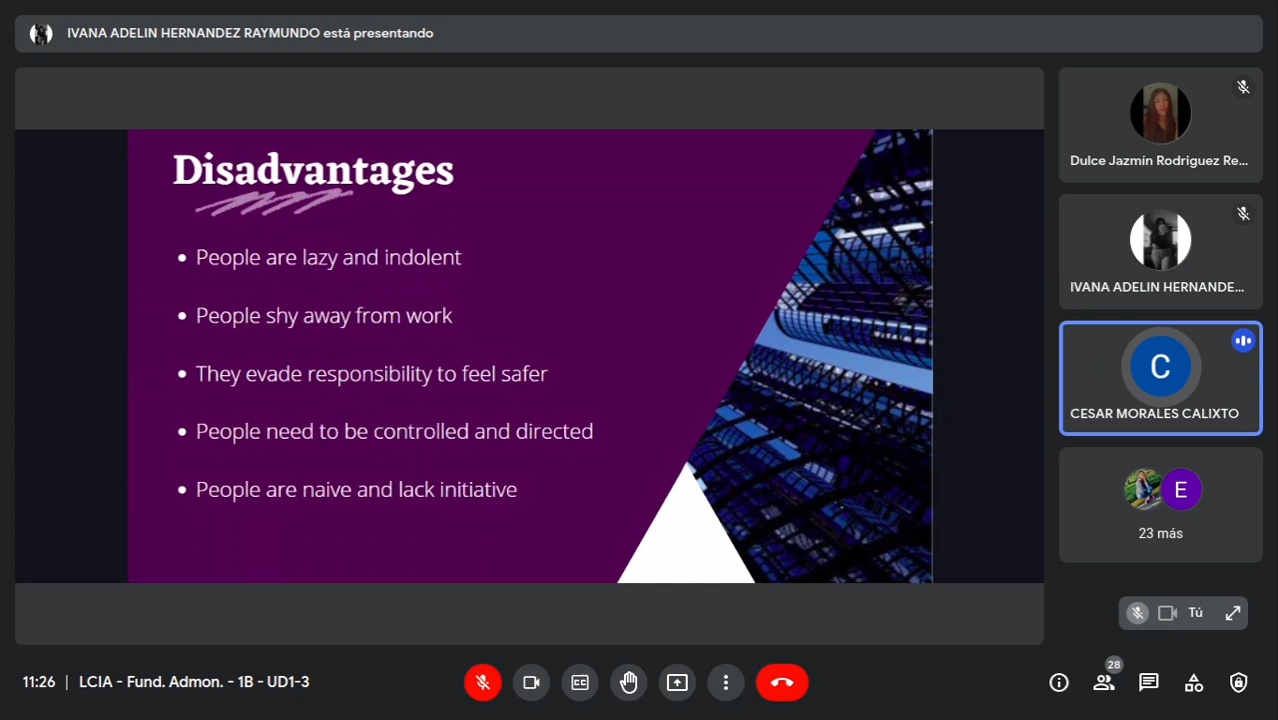 IVANA ADELIN HERNANDEZ RAYMUNDO está presentando
Disadvantages
• People are lazy and indolent
• People shy away from work
• They evade responsibility to feel safer
• People need to be controlled and directed
• People are naive and lack initiative
Dulce Jazmín Rodriguez Re...
IVANA ADELIN HERNANDE...
C
CESAR MORALES CALIXTO
E
23 más
Tú
11:26 | LCIA - Fund. Admon. - 1B - UD1-3
CC
28